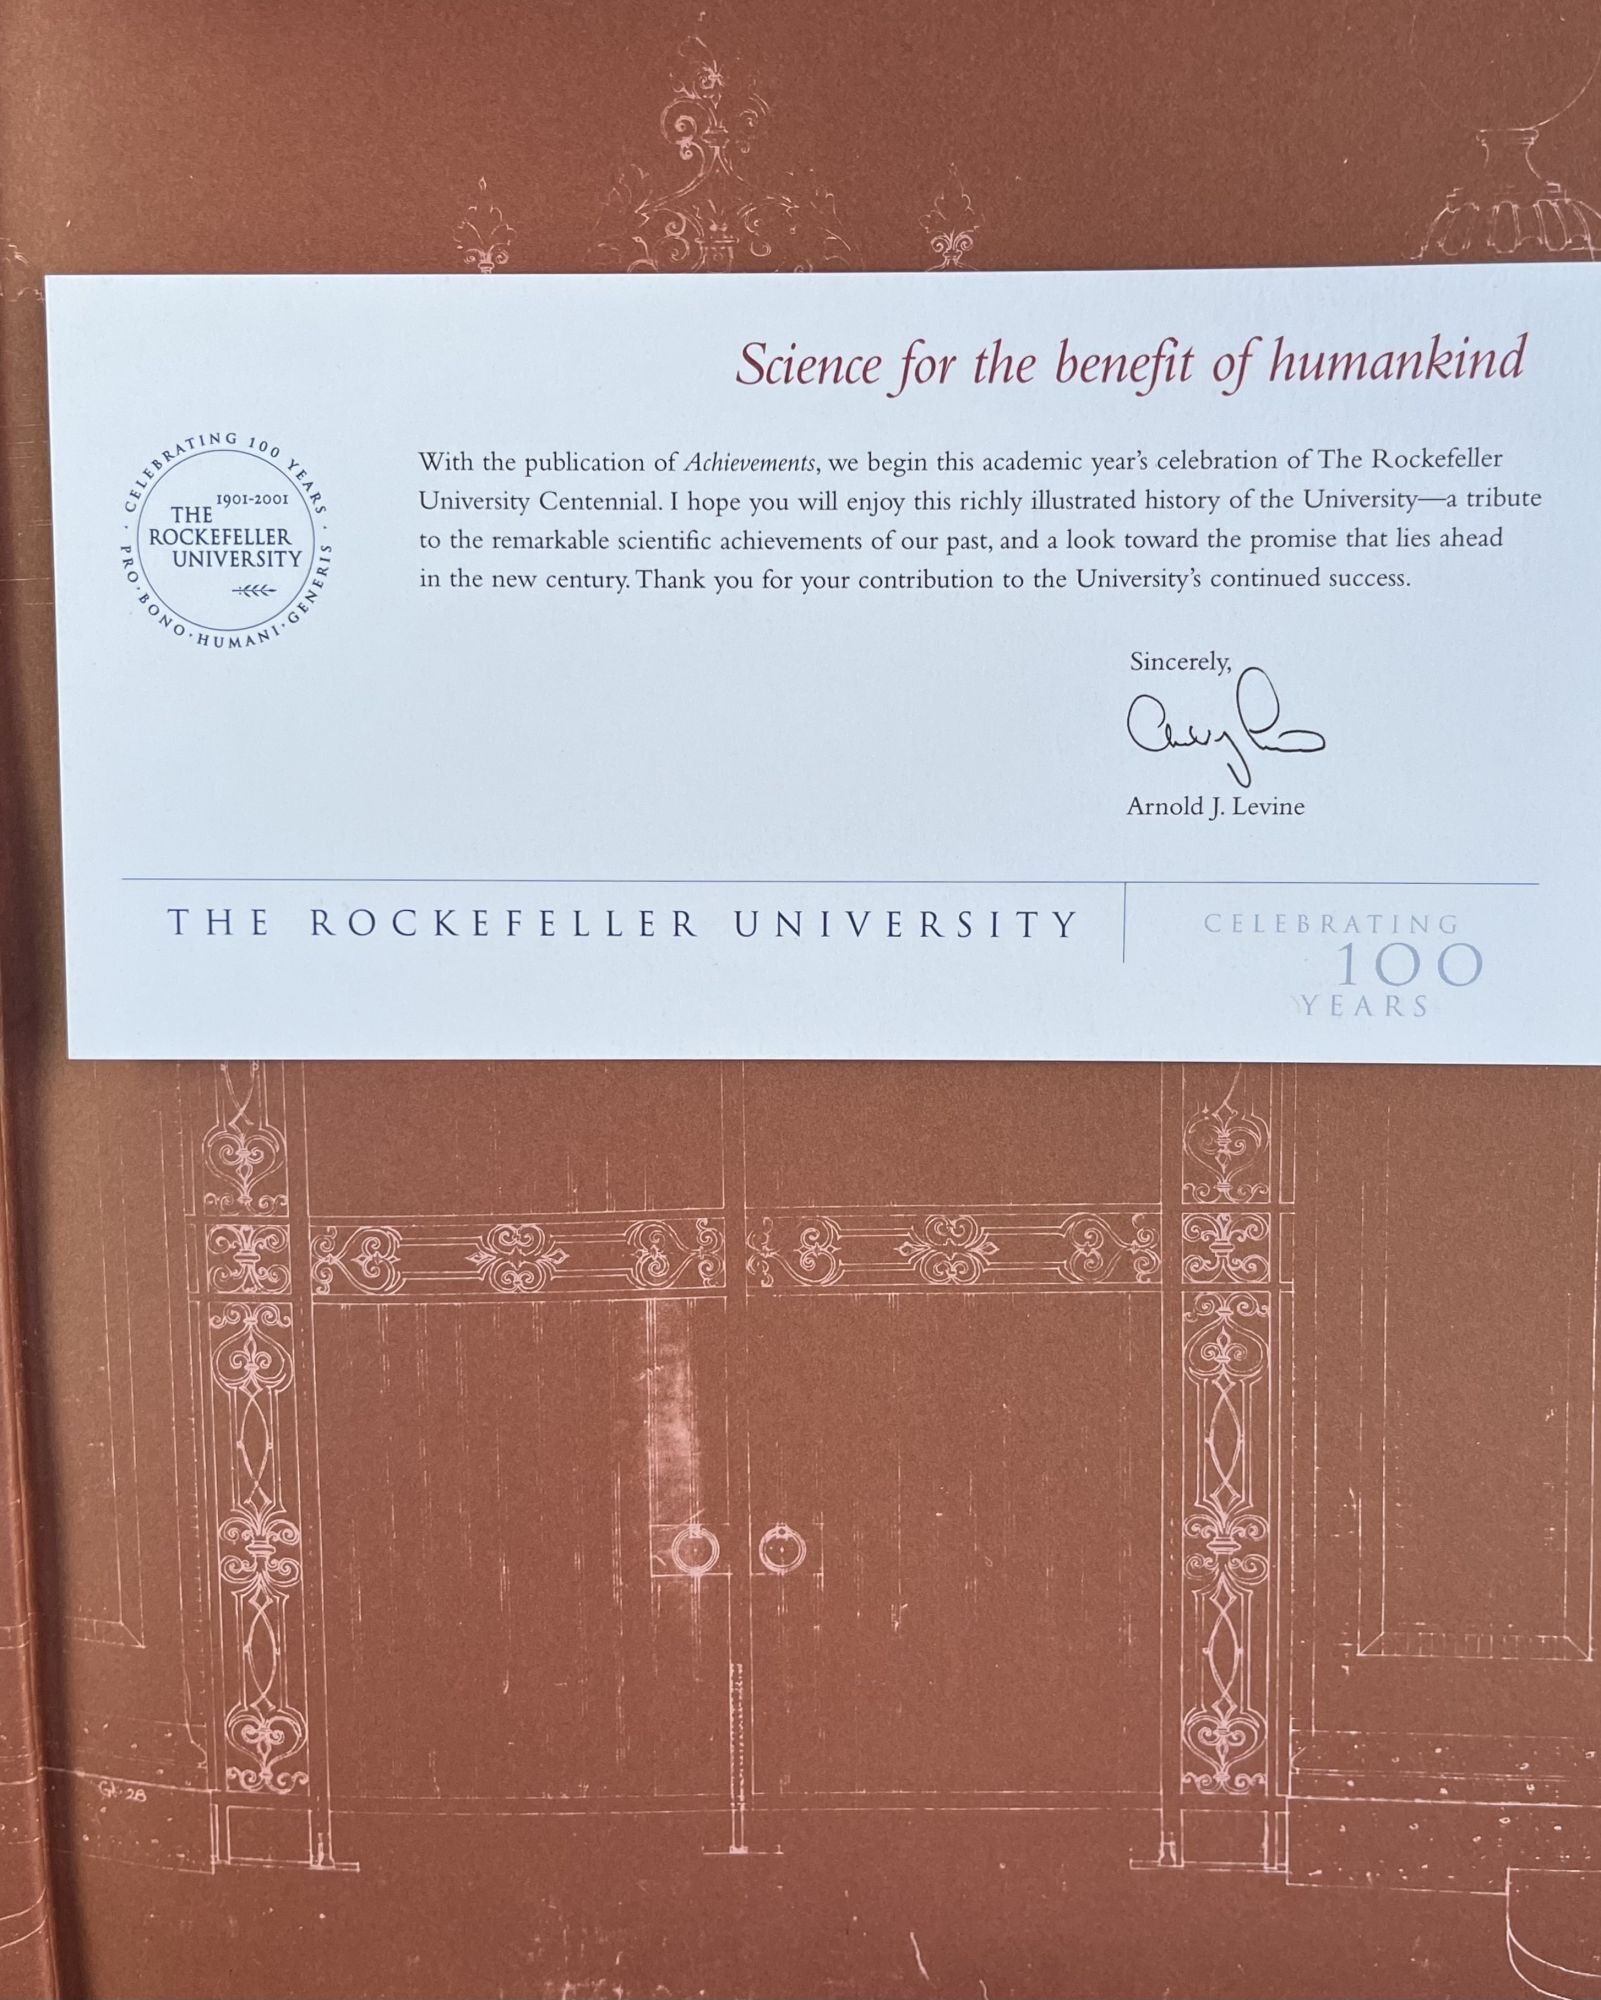 Science for the benefit of humankind
CELEBRATING 100 YEARS · PRO · BONO · HUMANI · GENERIS ·
1901-2001
THE
ROCKEFELLER
UNIVERSITY
With the publication of Achievements, we begin this academic year's celebration of The Rockefeller
University Centennial. I hope you will enjoy this richly illustrated history of the University—a tribute
to the remarkable scientific achievements of our past, and a look toward the promise that lies ahead
in the new century. Thank you for your contribution to the University's continued success.
Sincerely,
Arnold J. Levine
THE ROCKEFELLER UNIVERSITY
CELEBRATING
100
YEARS